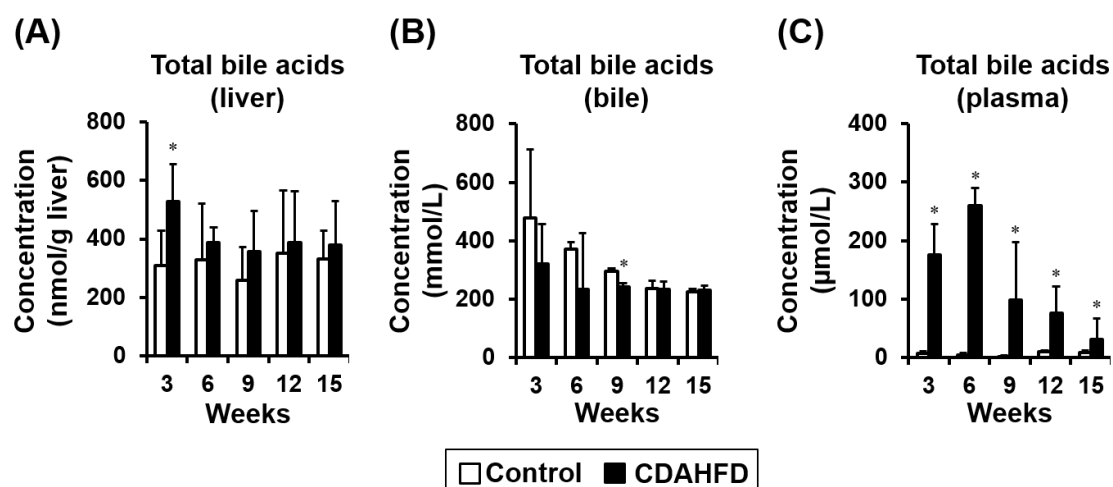 (A)
Total bile acids
(liver)
Concentration
(nmol/g liver)
800
600
400
200
0
*
3 6 9 12 15
Weeks
(B)
Total bile acids
(bile)
Concentration
(mmol/L)
800
600
400
200
0
*
3 6 9 12 15
Weeks
(C)
Total bile acids
(plasma)
Concentration
(µmol/L)
400
300
200
100
0
* * * * *
3 6 9 12 15
Weeks
Control CDAHFD